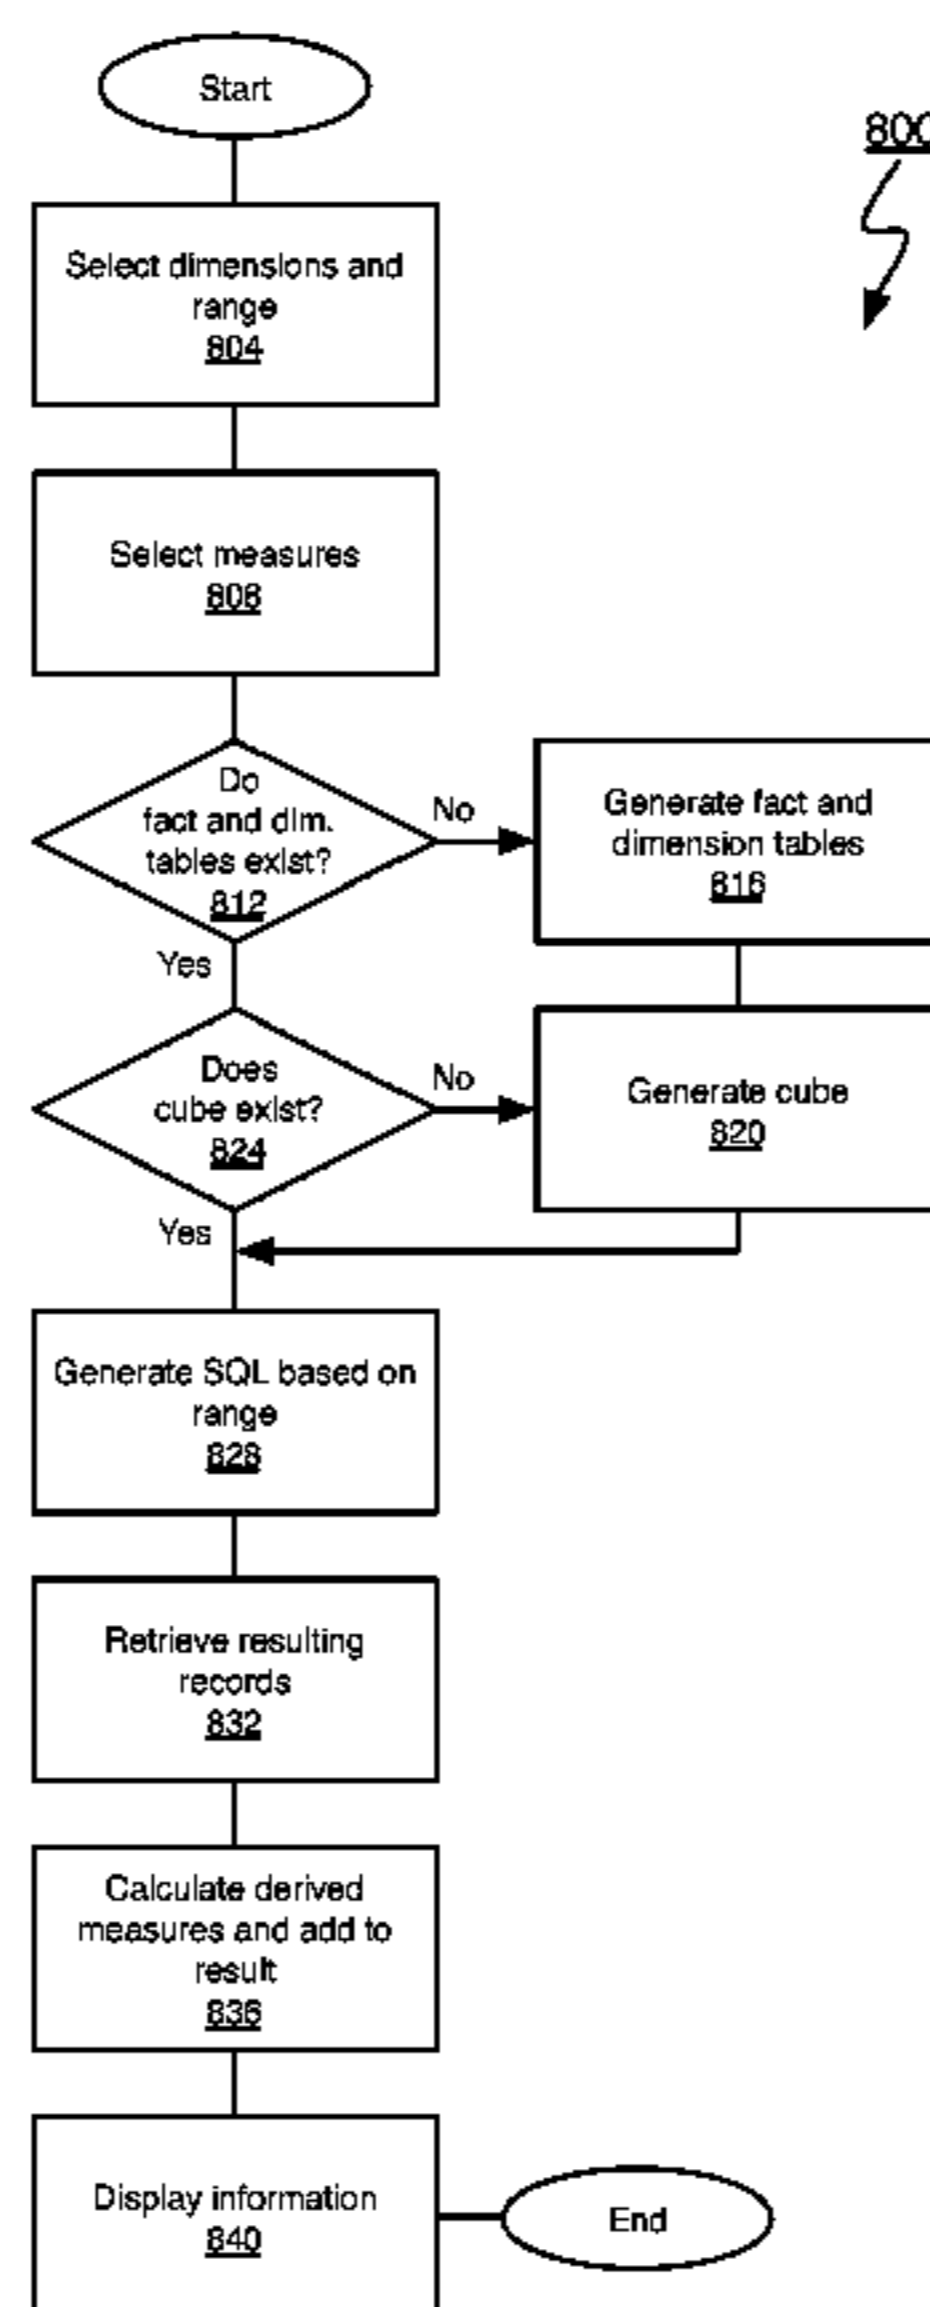 Start
800
Select dimensions and
range
804
Select measures
808
Do
fact and dim.
tables exist?
812
No
Generate fact and
dimension tables
816
Yes
Does
cube exist?
824
No
Generate cube
820
Yes
Generate SQL based on
range
828
Retrieve resulting
records
832
Calculate derived
measures and add to
result
836
Display information
840
End